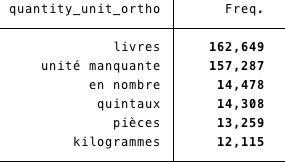 quantity_unit_ortho Freq.
livres 162,649
unité manquante 157,287
en nombre 14,478
quintaux 14,308
pièces 13,259
kilogrammes 12,115